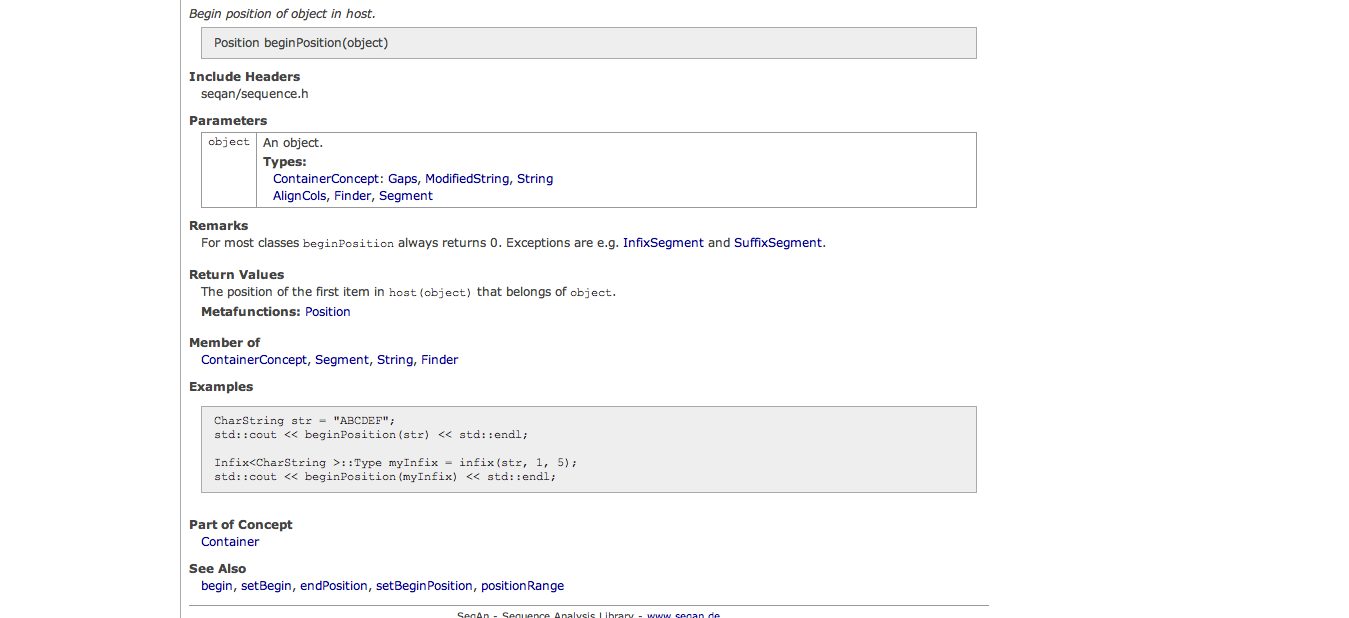 Begin position of object in host.
Position beginPosition(object)
Include Headers
seqan/sequence.h
Parameters
object An object.
Types:
ContainerConcept: Gaps, ModifiedString, String
AlignCols, Finder, Segment
Remarks
For most classes beginPosition always returns 0. Exceptions are e.g. InfixSegment and SuffixSegment.
Return Values
The position of the first item in host(object) that belongs of object.
Metafunctions: Position
Member of
ContainerConcept, Segment, String, Finder
Examples
CharString str = "ABCDEF";
std::cout << beginPosition(str) << std::endl;
Infix<CharString >::Type myInfix = infix(str, 1, 5);
std::cout << beginPosition(myInfix) << std::endl;
Part of Concept
Container
See Also
begin, setBegin, endPosition, setBeginPosition, positionRange
SeqAn - Sequence Analysis Library - www.seqan.de